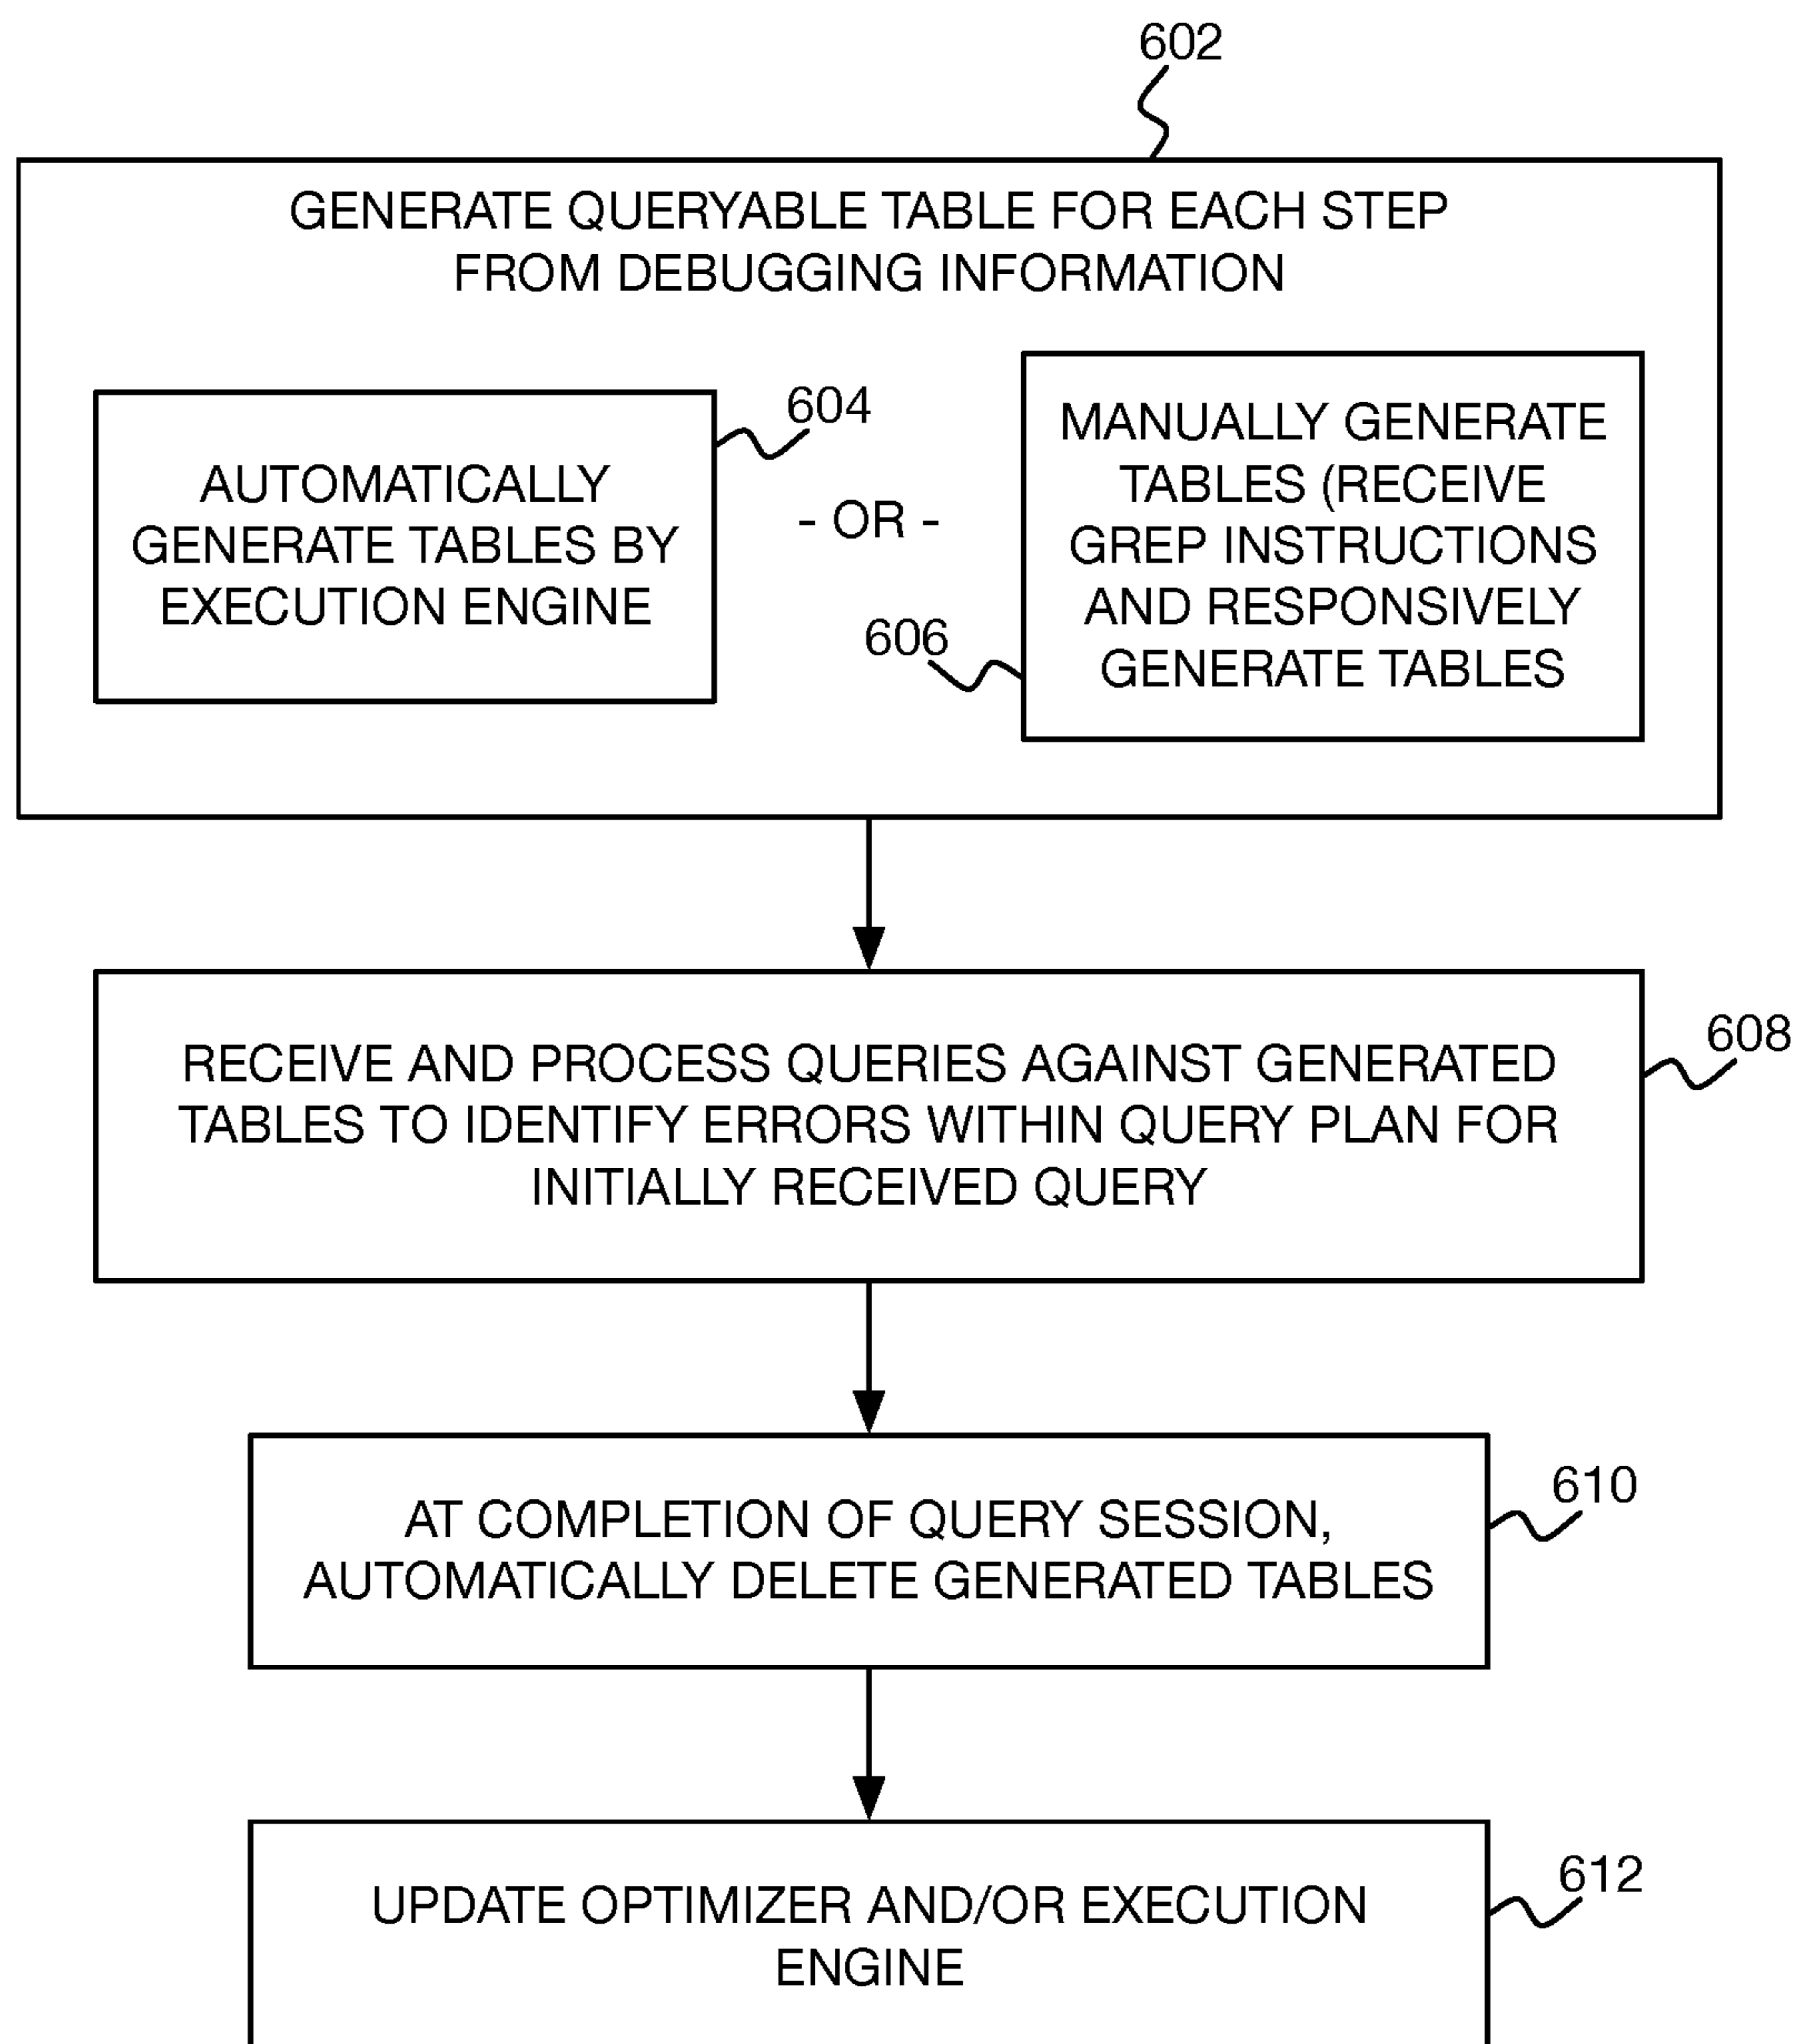 602
GENERATE QUERYABLE TABLE FOR EACH STEP
FROM DEBUGGING INFORMATION
604
AUTOMATICALLY
GENERATE TABLES BY
EXECUTION ENGINE
- OR -
606
MANUALLY GENERATE
TABLES (RECEIVE
GREP INSTRUCTIONS
AND RESPONSIVELY
GENERATE TABLES
608
RECEIVE AND PROCESS QUERIES AGAINST GENERATED
TABLES TO IDENTIFY ERRORS WITHIN QUERY PLAN FOR
INITIALLY RECEIVED QUERY
610
AT COMPLETION OF QUERY SESSION,
AUTOMATICALLY DELETE GENERATED TABLES
612
UPDATE OPTIMIZER AND/OR EXECUTION
ENGINE